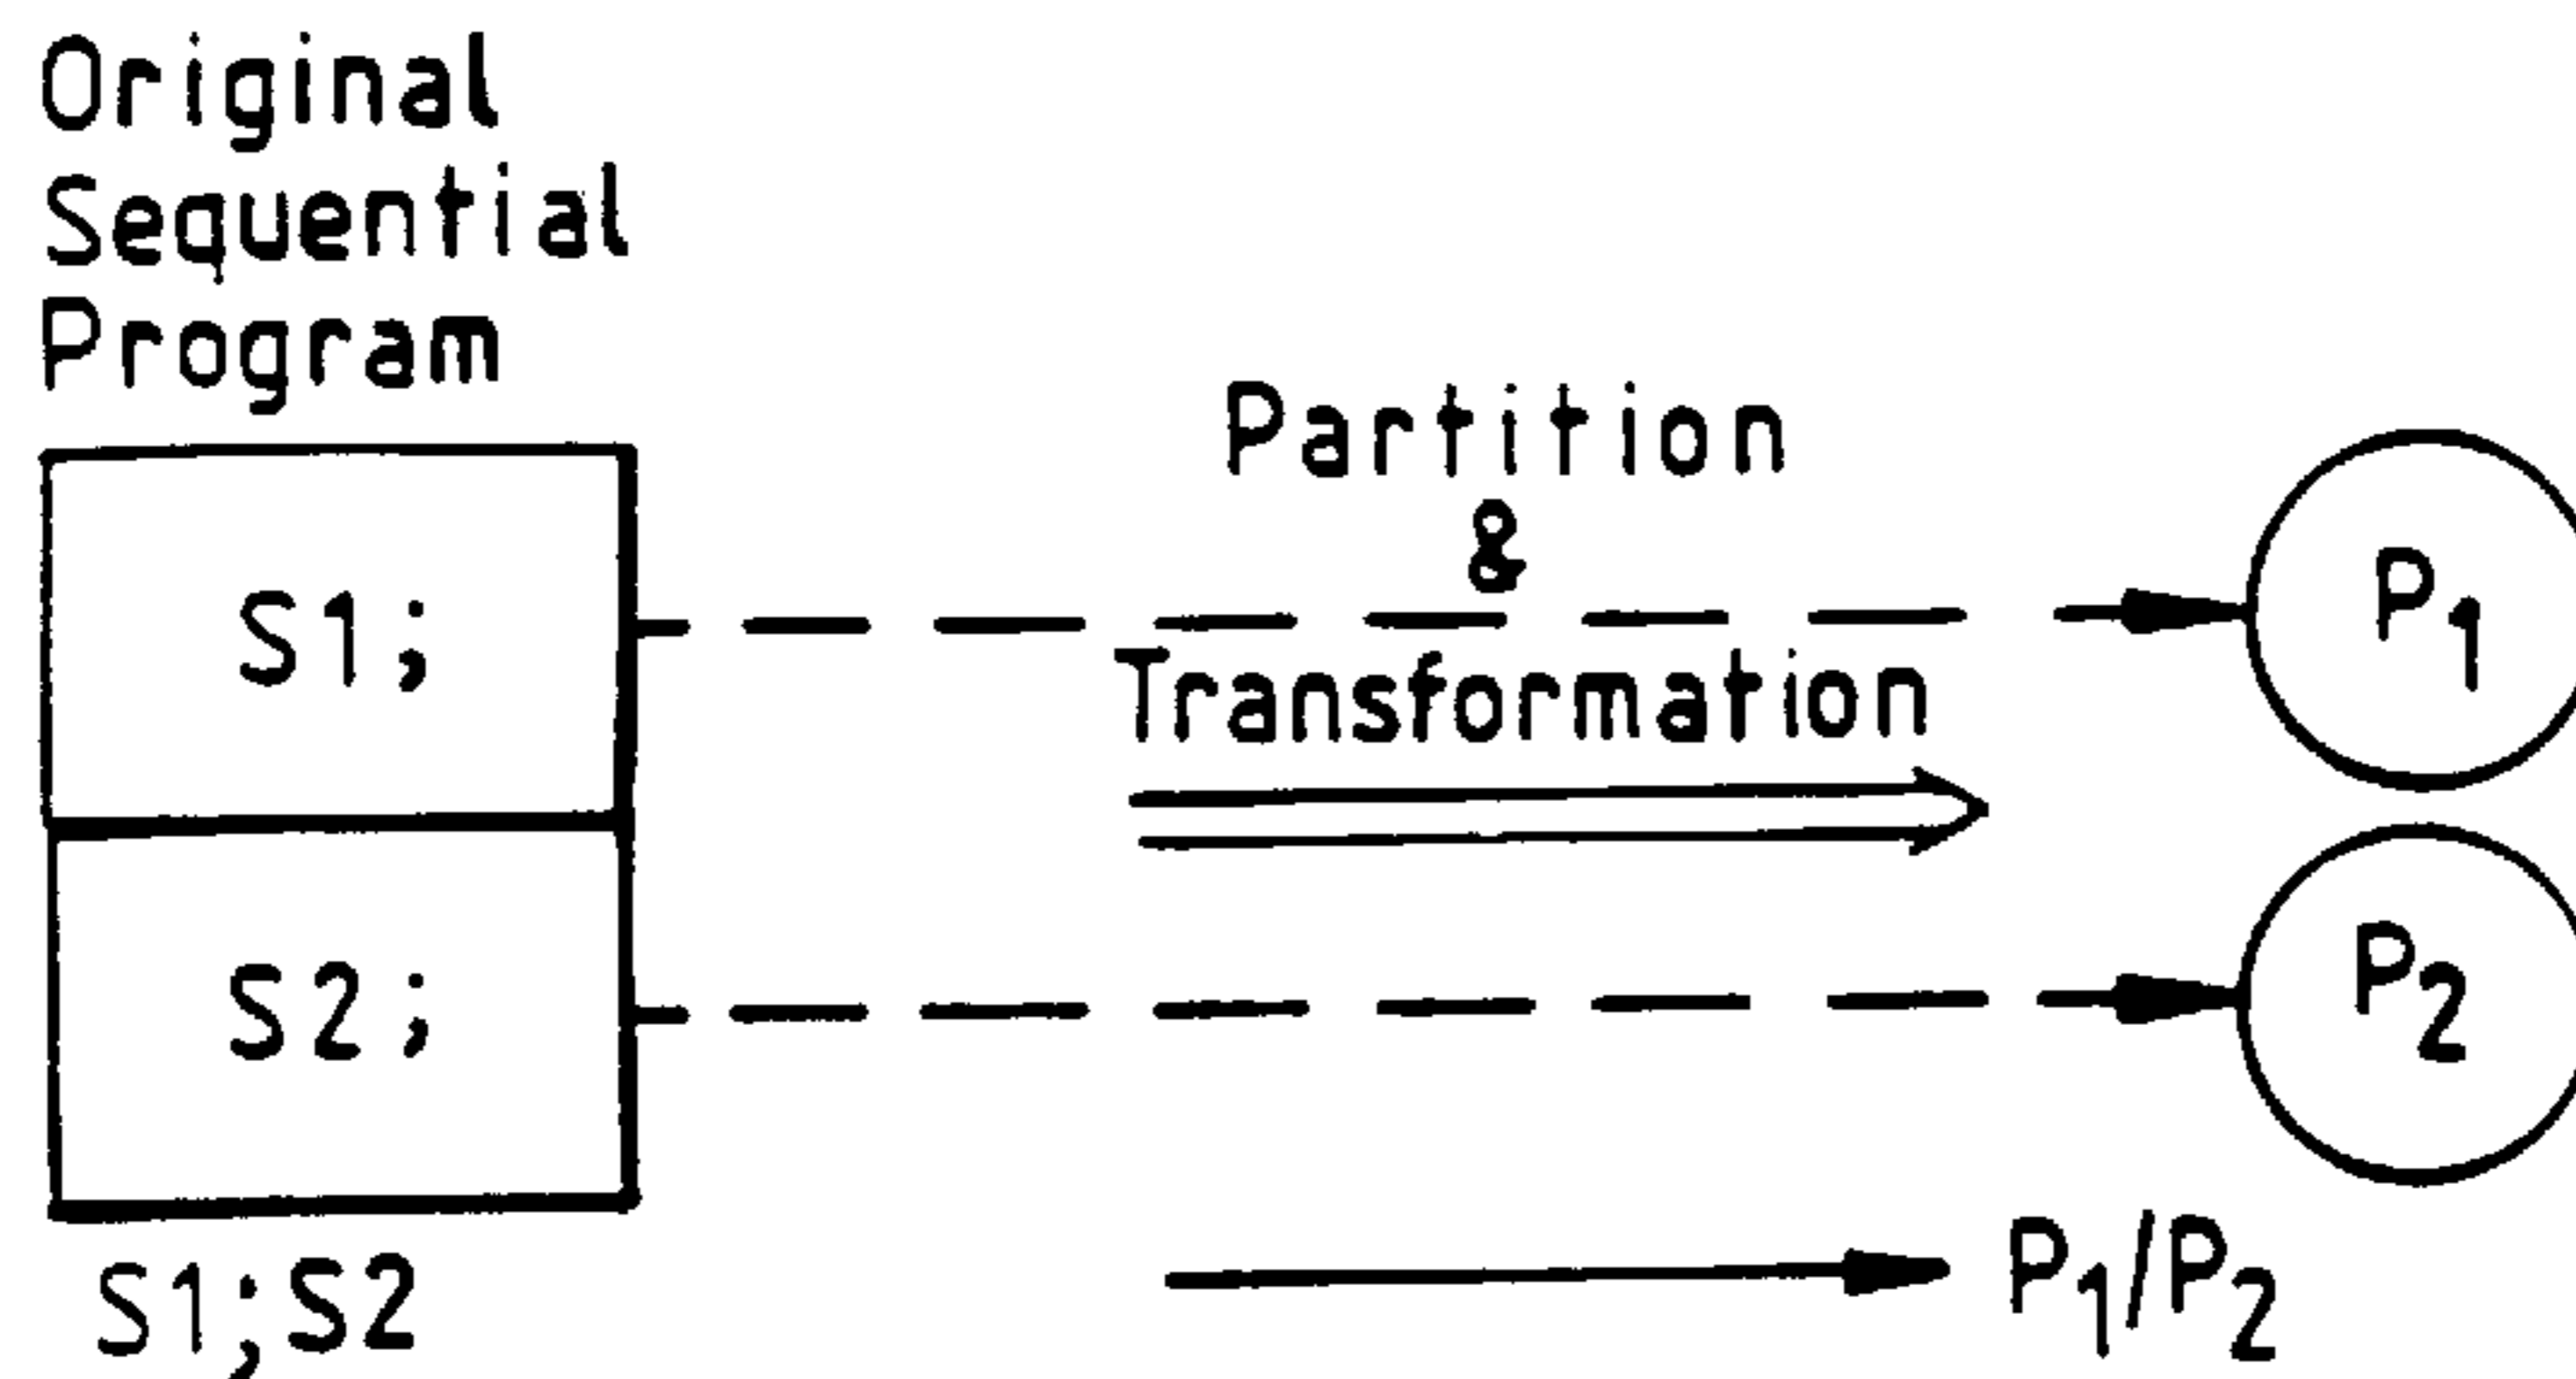 Original
Sequential
Program
Partition
&
Transformation
S1;
P₁
S2;
P₂
S1;S2
P₁/P₂